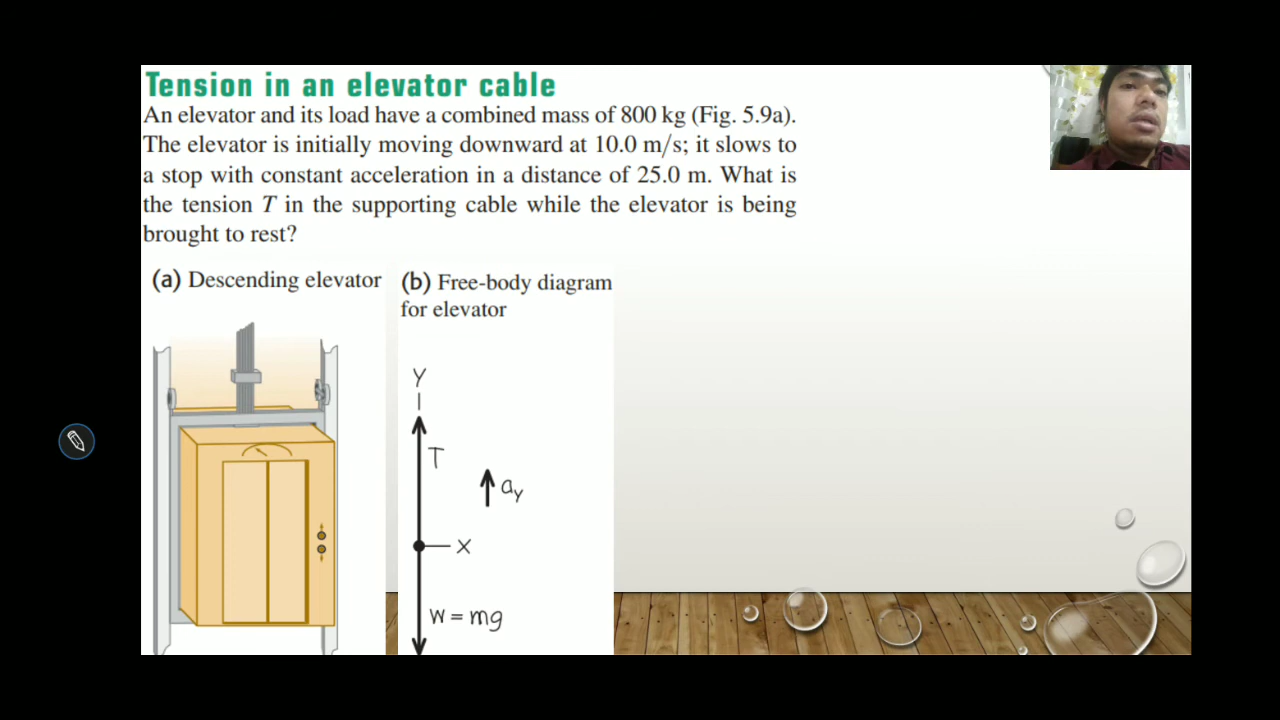 Tension in an elevator cable
An elevator and its load have a combined mass of 800 kg (Fig. 5.9a).
The elevator is initially moving downward at 10.0 m/s; it slows to
a stop with constant acceleration in a distance of 25.0 m. What is
the tension T in the supporting cable while the elevator is being
brought to rest?
(a) Descending elevator
(b) Free-body diagram
for elevator
Y
T
ay
X
W = mg